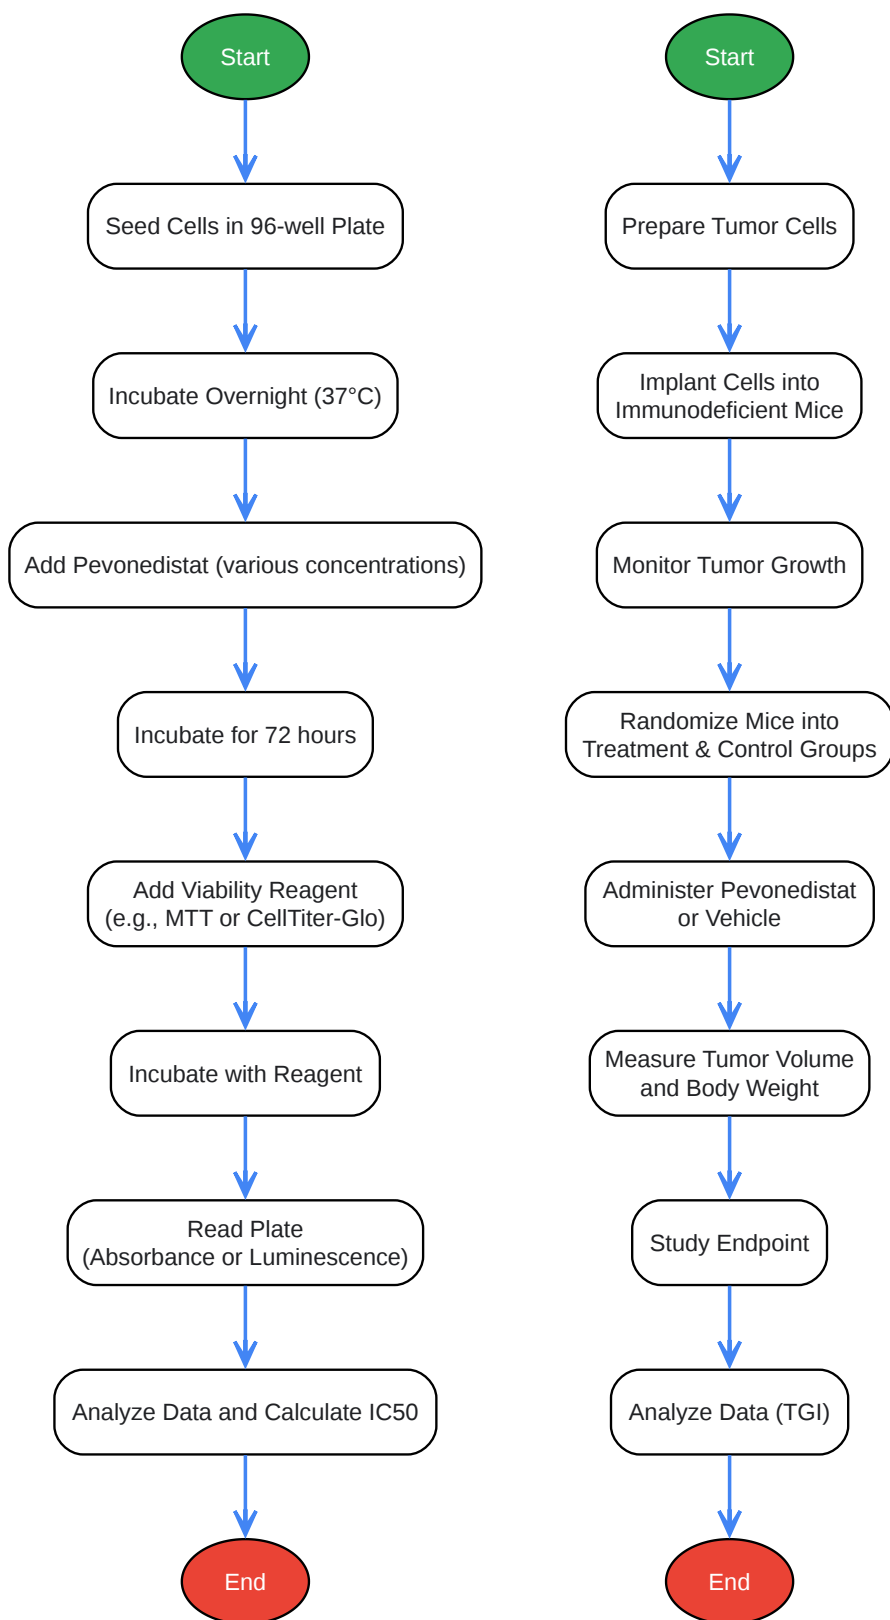 Start
Seed Cells in 96-well Plate
Incubate Overnight (37°C)
Add Pevonedistat (various concentrations)
Incubate for 72 hours
Add Viability Reagent
(e.g., MTT or CellTiter-Glo)
Incubate with Reagent
Read Plate
(Absorbance or Luminescence)
Analyze Data and Calculate IC50
End
Start
Prepare Tumor Cells
Implant Cells into
Immunodeficient Mice
Monitor Tumor Growth
Randomize Mice into
Treatment & Control Groups
Administer Pevonedistat
or Vehicle
Measure Tumor Volume
and Body Weight
Study Endpoint
Analyze Data (TGI)
End